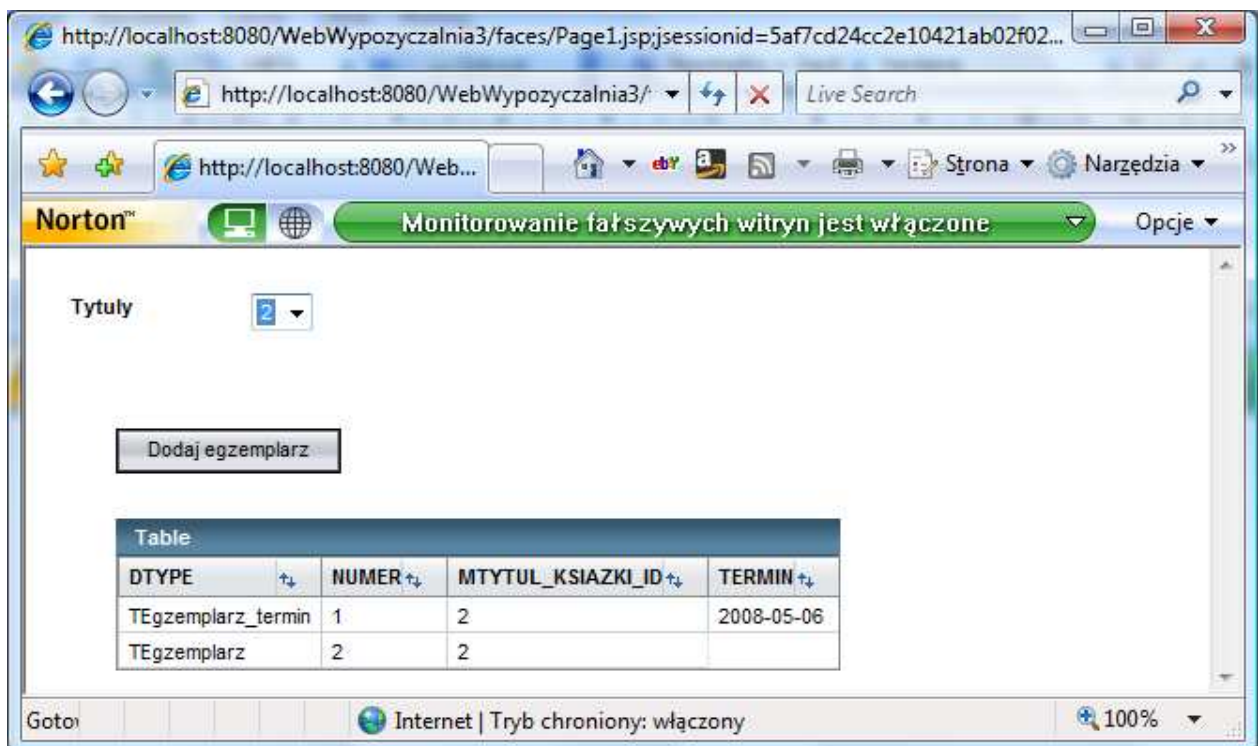 http://localhost:8080/WebWypozyczalnia3/faces/Page1.jsp;jsessionid=5af7cd24cc2e10421ab02f02...
http://localhost:8080/WebWypozyczalnia3/
Live Search
http://localhost:8080/Web...
ebY
a
Strona
Narzędzia
Norton™
Monitorowanie fałszywych witryn jest włączone
Opcje
Tytuly
2
Dodaj egzemplarz
Table
DTYPE NUMER MTYTUL_KSIAZKI_ID TERMIN
TEgzemplarz_termin 1 2 2008-05-06
TEgzemplarz 2 2
Internet | Tryb chroniony: włączony
100%